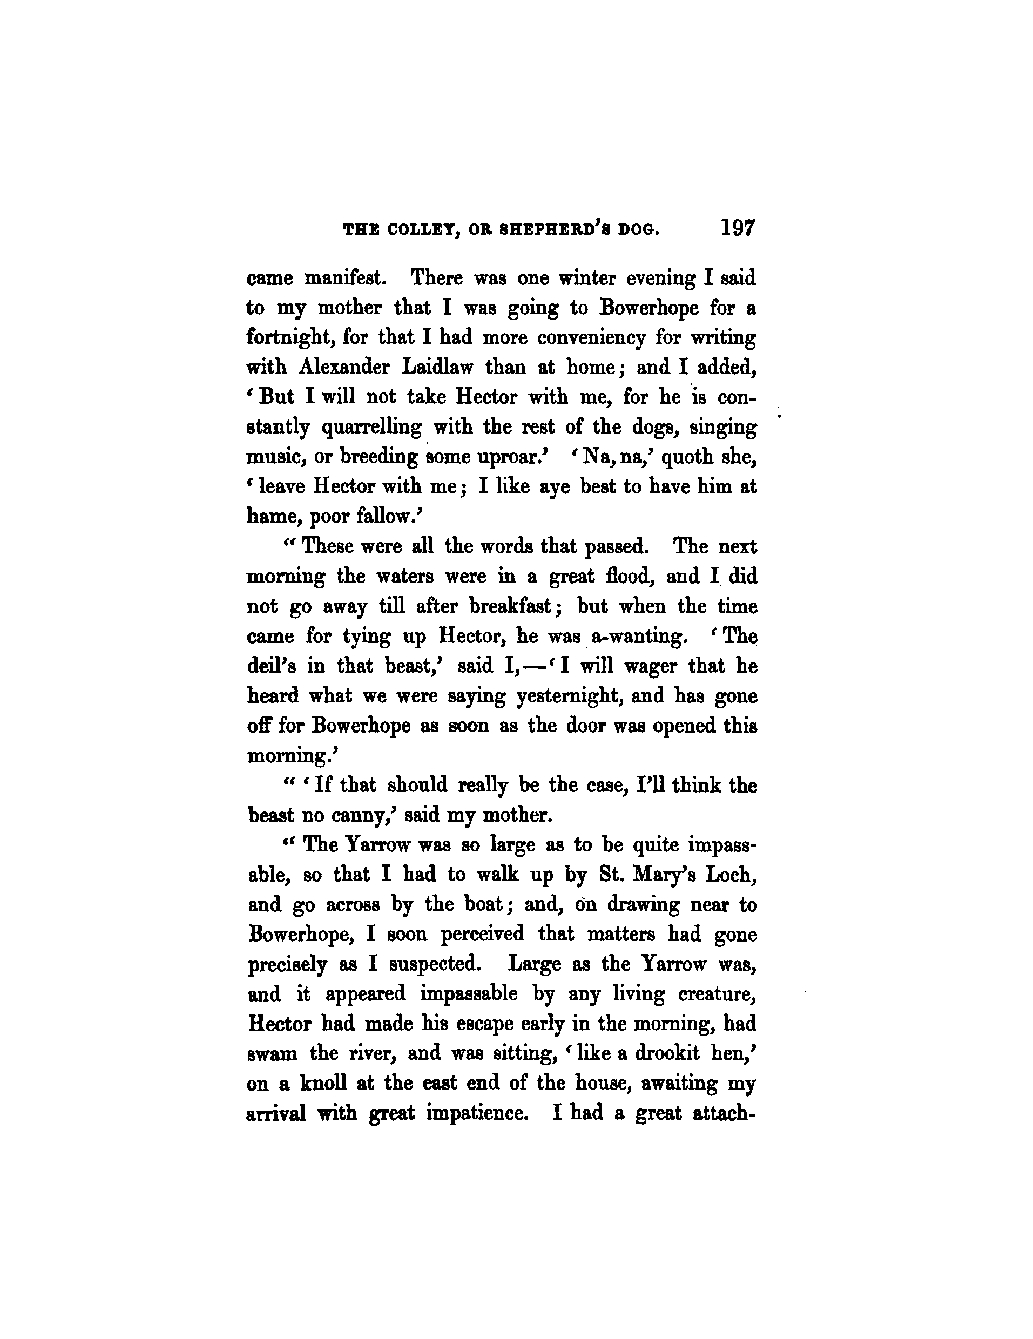 THE COLLEY, OR SHEPHERD'S DOG. 197
came manifest. There was one winter evening I said
to my mother that I was going to Bowerhope for a
fortnight, for that I had more conveniency for writing
with Alexander Laidlaw than at home; and I added,
‘But I will not take Hector with me, for he is con-
stantly quarrelling with the rest of the dogs, singing
music, or breeding some uproar.’ ‘Na, na,’ quoth she,
‘leave Hector with me; I like aye best to have him at
hame, poor fallow.’
“These were all the words that passed. The next
morning the waters were in a great flood, and I did
not go away till after breakfast; but when the time
came for tying up Hector, he was a-wanting. ‘The
deil's in that beast,’ said I,—‘I will wager that he
heard what we were saying yesternight, and has gone
off for Bowerhope as soon as the door was opened this
morning.’
“‘If that should really be the case, I'll think the
beast no canny,’ said my mother.
“The Yarrow was so large as to be quite impass-
able, so that I had to walk up by St. Mary's Loch,
and go across by the boat; and, on drawing near to
Bowerhope, I soon perceived that matters had gone
precisely as I suspected. Large as the Yarrow was,
and it appeared impassable by any living creature,
Hector had made his escape early in the morning, had
swam the river, and was sitting, ‘like a drookit hen,’
on a knoll at the east end of the house, awaiting my
arrival with great impatience. I had a great attach-